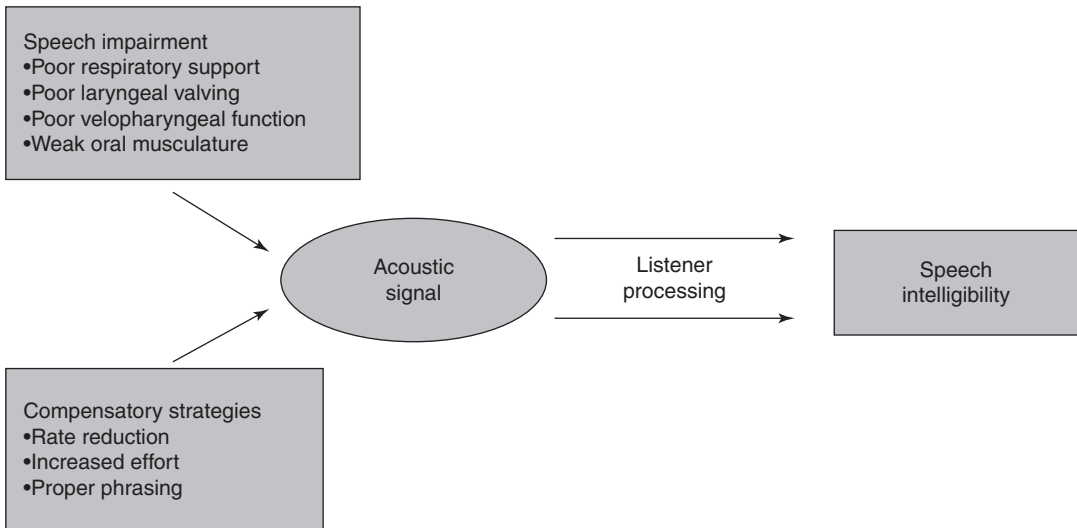 Speech impairment
•Poor respiratory support
•Poor laryngeal valving
•Poor velopharyngeal function
•Weak oral musculature
Acoustic
signal
Listener
processing
Speech
intelligibility
Compensatory strategies
•Rate reduction
•Increased effort
•Proper phrasing